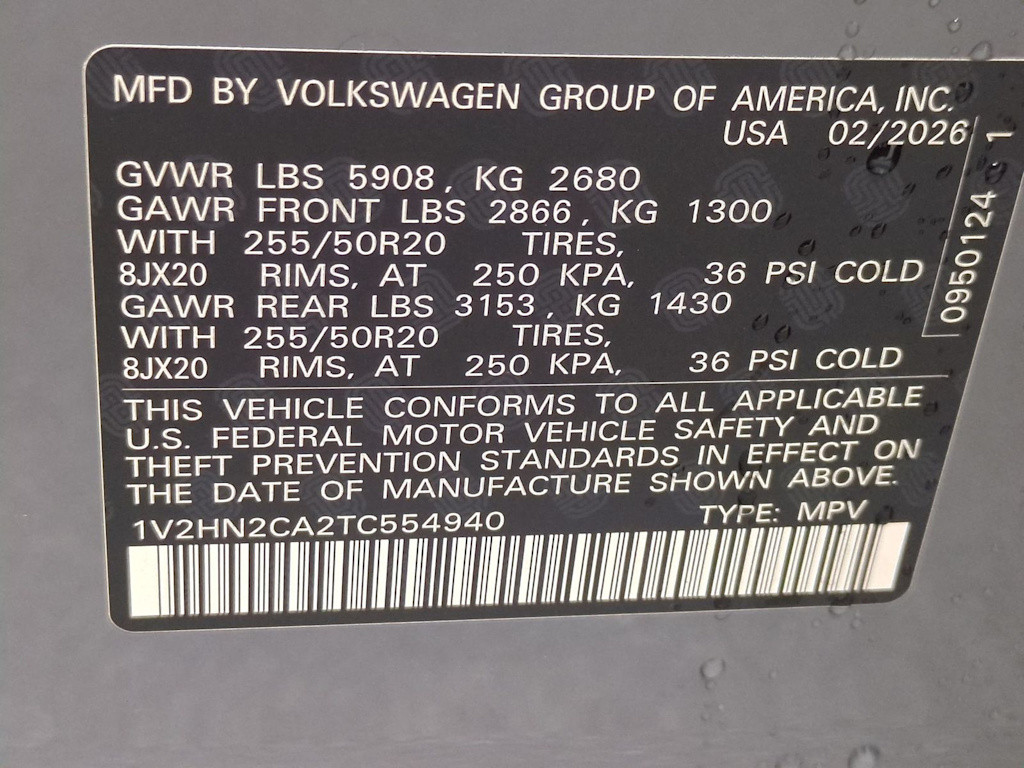 MFD BY VOLKSWAGEN GROUP OF AMERICA, INC.
USA 02/2026
GVWR LBS 5908, KG 2680
GAWR FRONT LBS 2866, KG 1300
WITH 255/50R20 TIRES,
8JX20 RIMS, AT 250 KPA, 36 PSI COLD
GAWR REAR LBS 3153, KG 1430
WITH 255/50R20 TIRES,
8JX20 RIMS, AT 250 KPA, 36 PSI COLD
THIS VEHICLE CONFORMS TO ALL APPLICABLE
U.S. FEDERAL MOTOR VEHICLE SAFETY AND
THEFT PREVENTION STANDARDS IN EFFECT ON
THE DATE OF MANUFACTURE SHOWN ABOVE.
1V2HN2CA2TC554940 TYPE: MPV
0950124 1